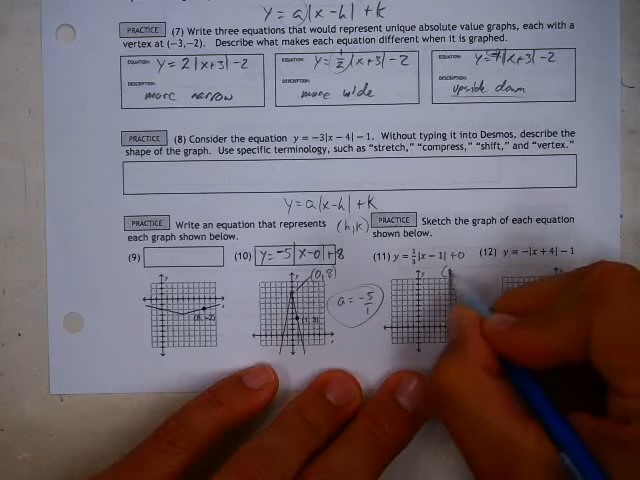 y = a|x-h| + k
PRACTICE (7) Write three equations that would represent unique absolute value graphs, each with a
vertex at (−3,−2). Describe what makes each equation different when it is graphed.
EQUATION: y = 2|x+3| -2
EQUATION: y = 1/2|x+3| -2
EQUATION: y= |x+3| -2
DESCRIPTION: more narrow
DESCRIPTION: more wide
DESCRIPTION: upside down
PRACTICE (8) Consider the equation y = −3|x − 4| − 1. Without typing it into Desmos, describe the
shape of the graph. Use specific terminology, such as “stretch,” “compress,” “shift,” and “vertex.”
y=a|x-h| +k
(h,k)
PRACTICE Write an equation that represents
each graph shown below.
PRACTICE Sketch the graph of each equation
shown below.
(9)
(10) y= -5|x-0|+8
(11) y = 1/3|x − 1| +0
(12) y = −|x + 4| − 1
(0,8)
a = -5/1
(1, 3)
y
y
y
x
x